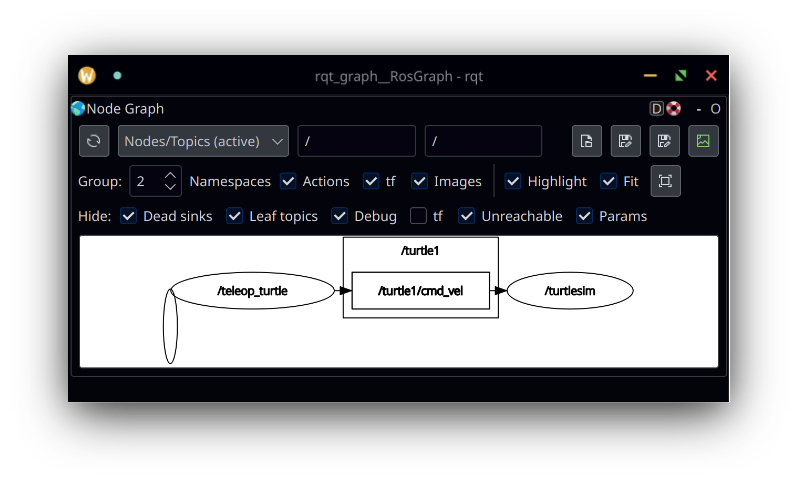 rqt_graph__RosGraph - rqt
Node Graph D - O
Nodes/Topics (active) / /
Group: 2 Namespaces Actions tf Images Highlight Fit
Hide: Dead sinks Leaf topics Debug tf Unreachable Params
/turtle1
/teleop_turtle /turtle1/cmd_vel /turtlesim